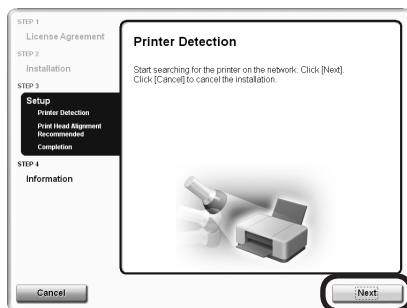 STEP 1
License Agreement
STEP 2
Installation
STEP 3
Setup
Printer Detection
Print Head Alignment
Recommended
Completion
STEP 4
Information
Printer Detection
Start searching for the printer on the network. Click [Next].
Click [Cancel] to cancel the installation.
Cancel
Next